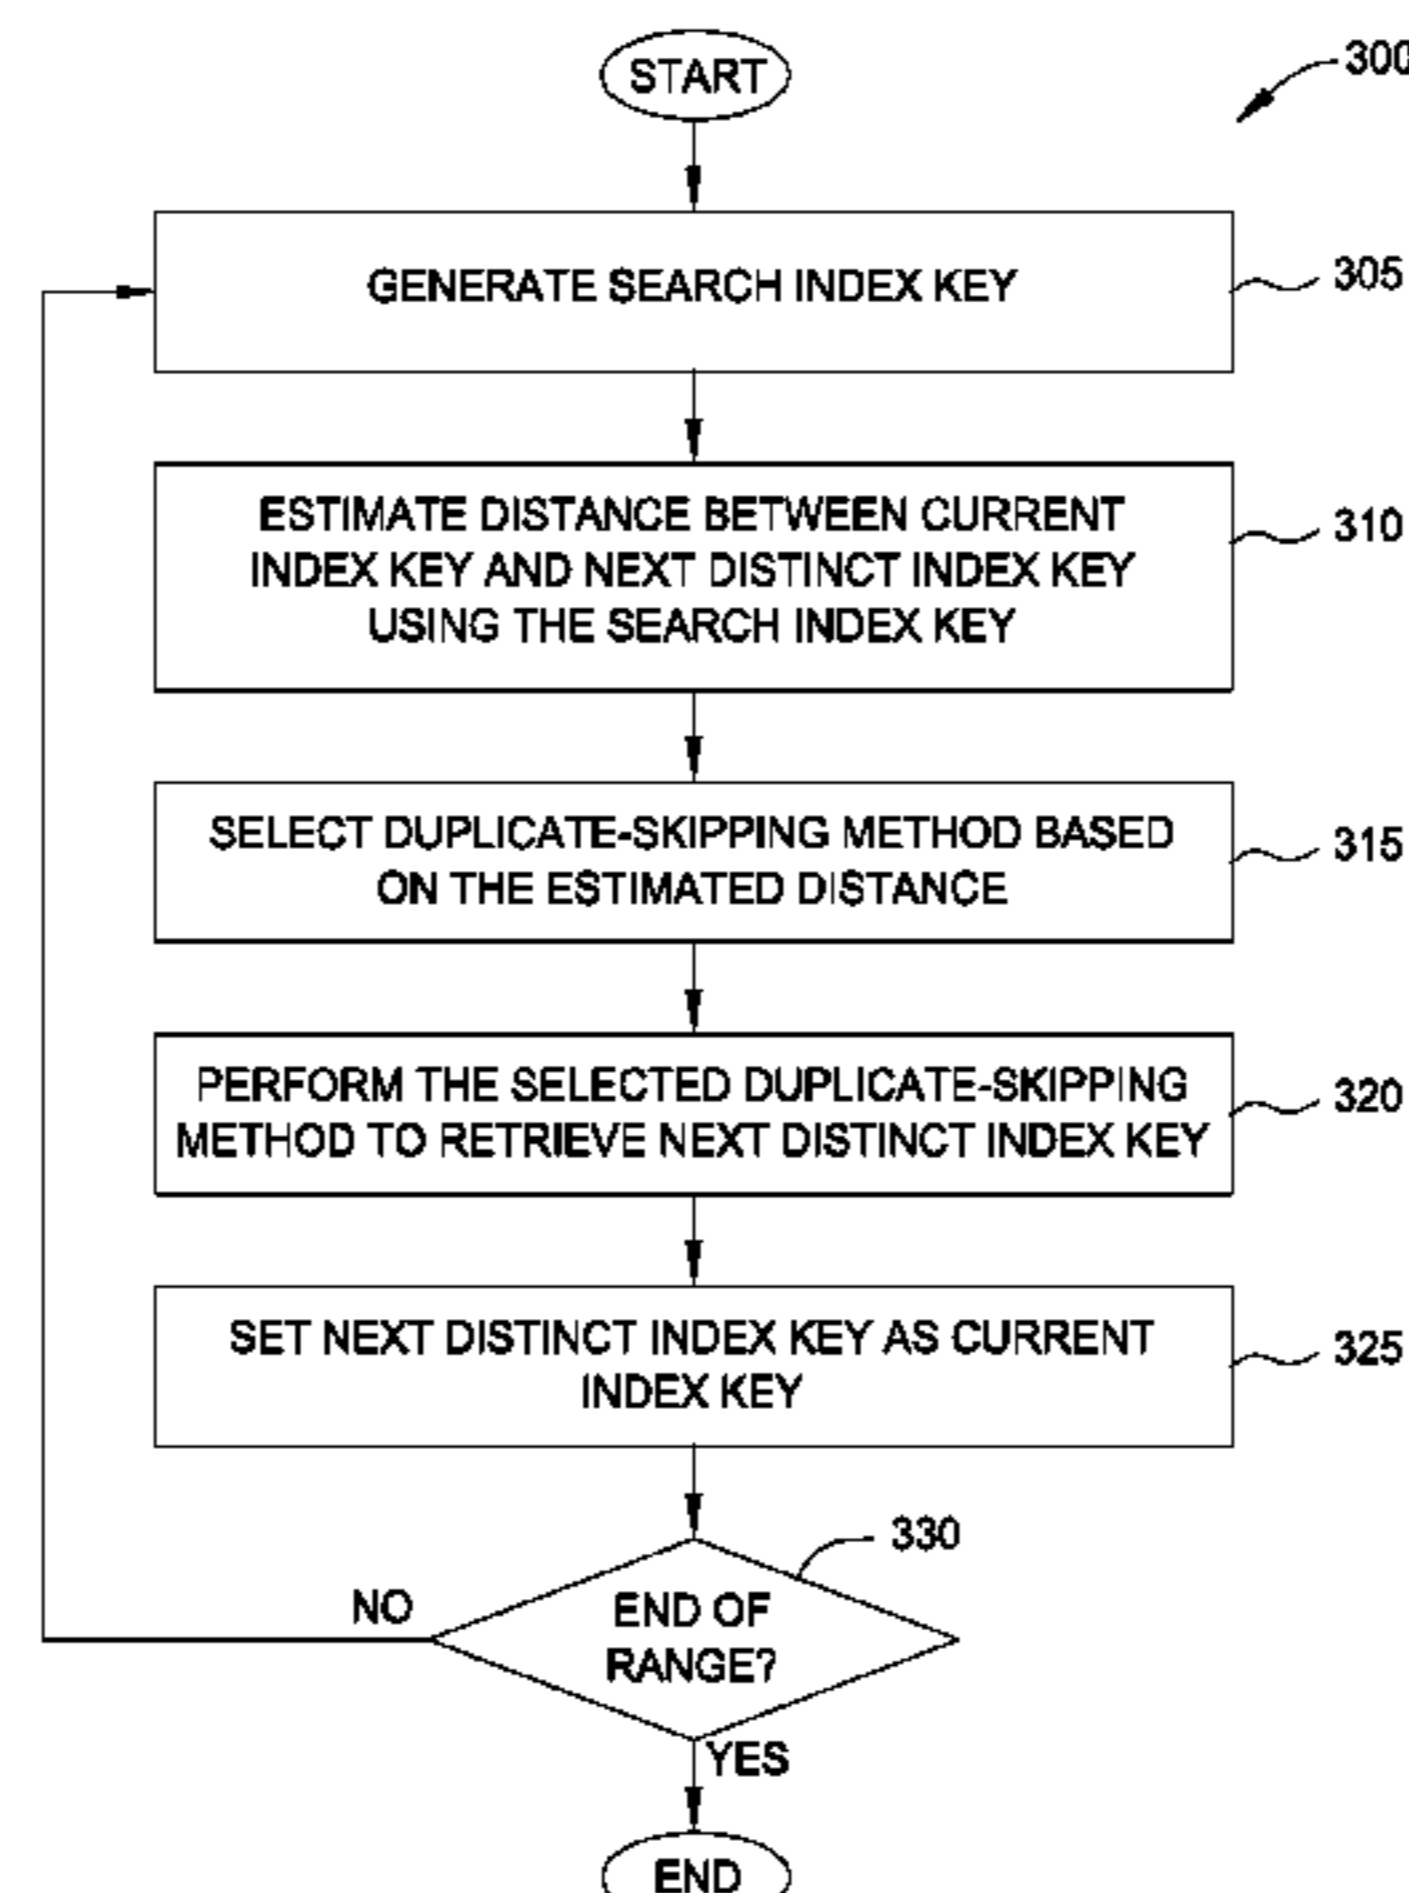 START
300
GENERATE SEARCH INDEX KEY
305
ESTIMATE DISTANCE BETWEEN CURRENT
INDEX KEY AND NEXT DISTINCT INDEX KEY
USING THE SEARCH INDEX KEY
310
SELECT DUPLICATE-SKIPPING METHOD BASED
ON THE ESTIMATED DISTANCE
315
PERFORM THE SELECTED DUPLICATE-SKIPPING
METHOD TO RETRIEVE NEXT DISTINCT INDEX KEY
320
SET NEXT DISTINCT INDEX KEY AS CURRENT
INDEX KEY
325
330
NO
END OF
RANGE?
YES
END